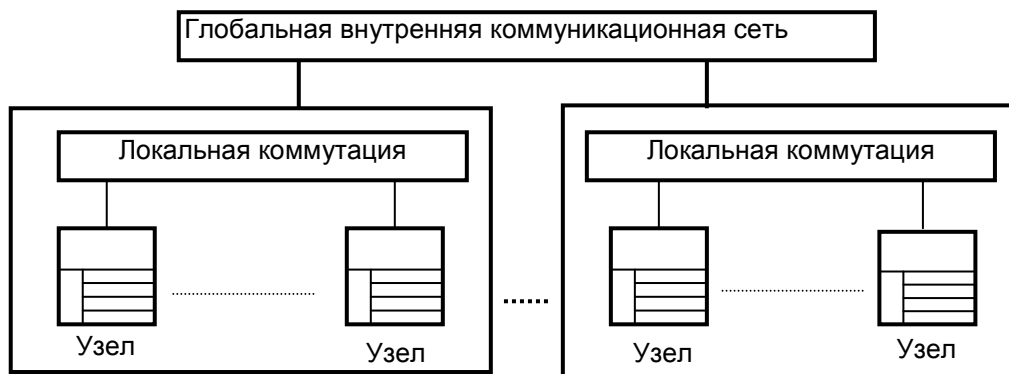 Глобальная внутренняя коммуникационная сеть
Локальная коммутация
Локальная коммутация
Узел
Узел
Узел
Узел